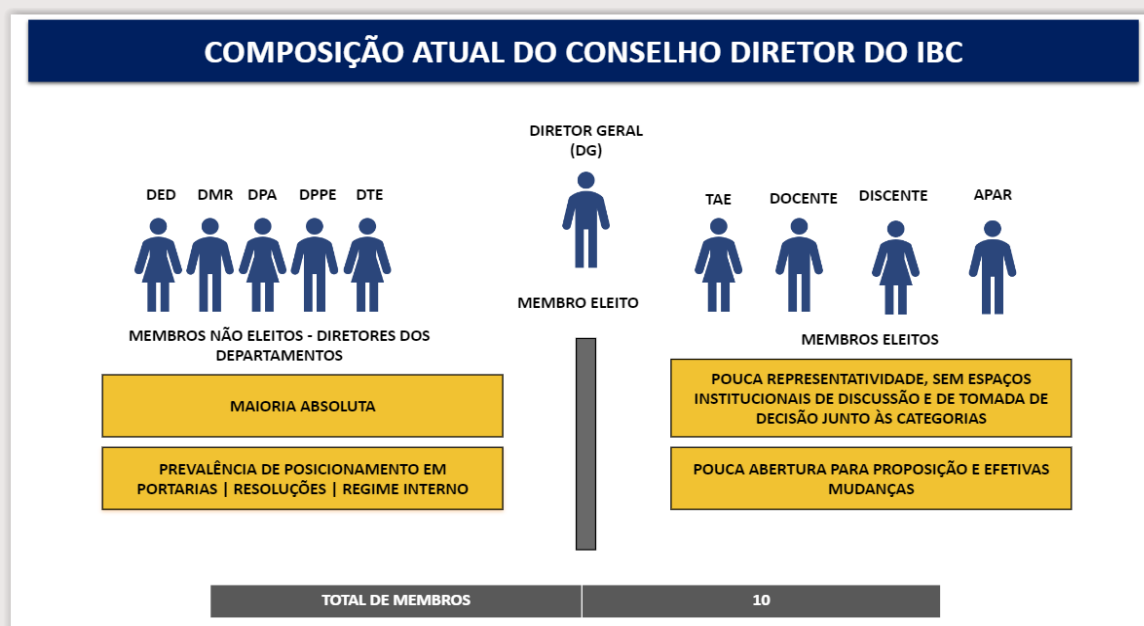 COMPOSIÇÃO ATUAL DO CONSELHO DIRETOR DO IBC
DIRETOR GERAL
(DG)
DED DMR DPA DPPE DTE
TAE DOCENTE DISCENTE APAR
MEMBRO ELEITO
MEMBROS NÃO ELEITOS - DIRETORES DOS
DEPARTAMENTOS
MEMBROS ELEITOS
MAIORIA ABSOLUTA
PREVALÊNCIA DE POSICIONAMENTO EM
PORTARIAS | RESOLUÇÕES | REGIME INTERNO
POUCA REPRESENTATIVIDADE, SEM ESPAÇOS
INSTITUCIONAIS DE DISCUSSÃO E DE TOMADA DE
DECISÃO JUNTO ÀS CATEGORIAS
POUCA ABERTURA PARA PROPOSIÇÃO E EFETIVAS
MUDANÇAS
TOTAL DE MEMBROS 10